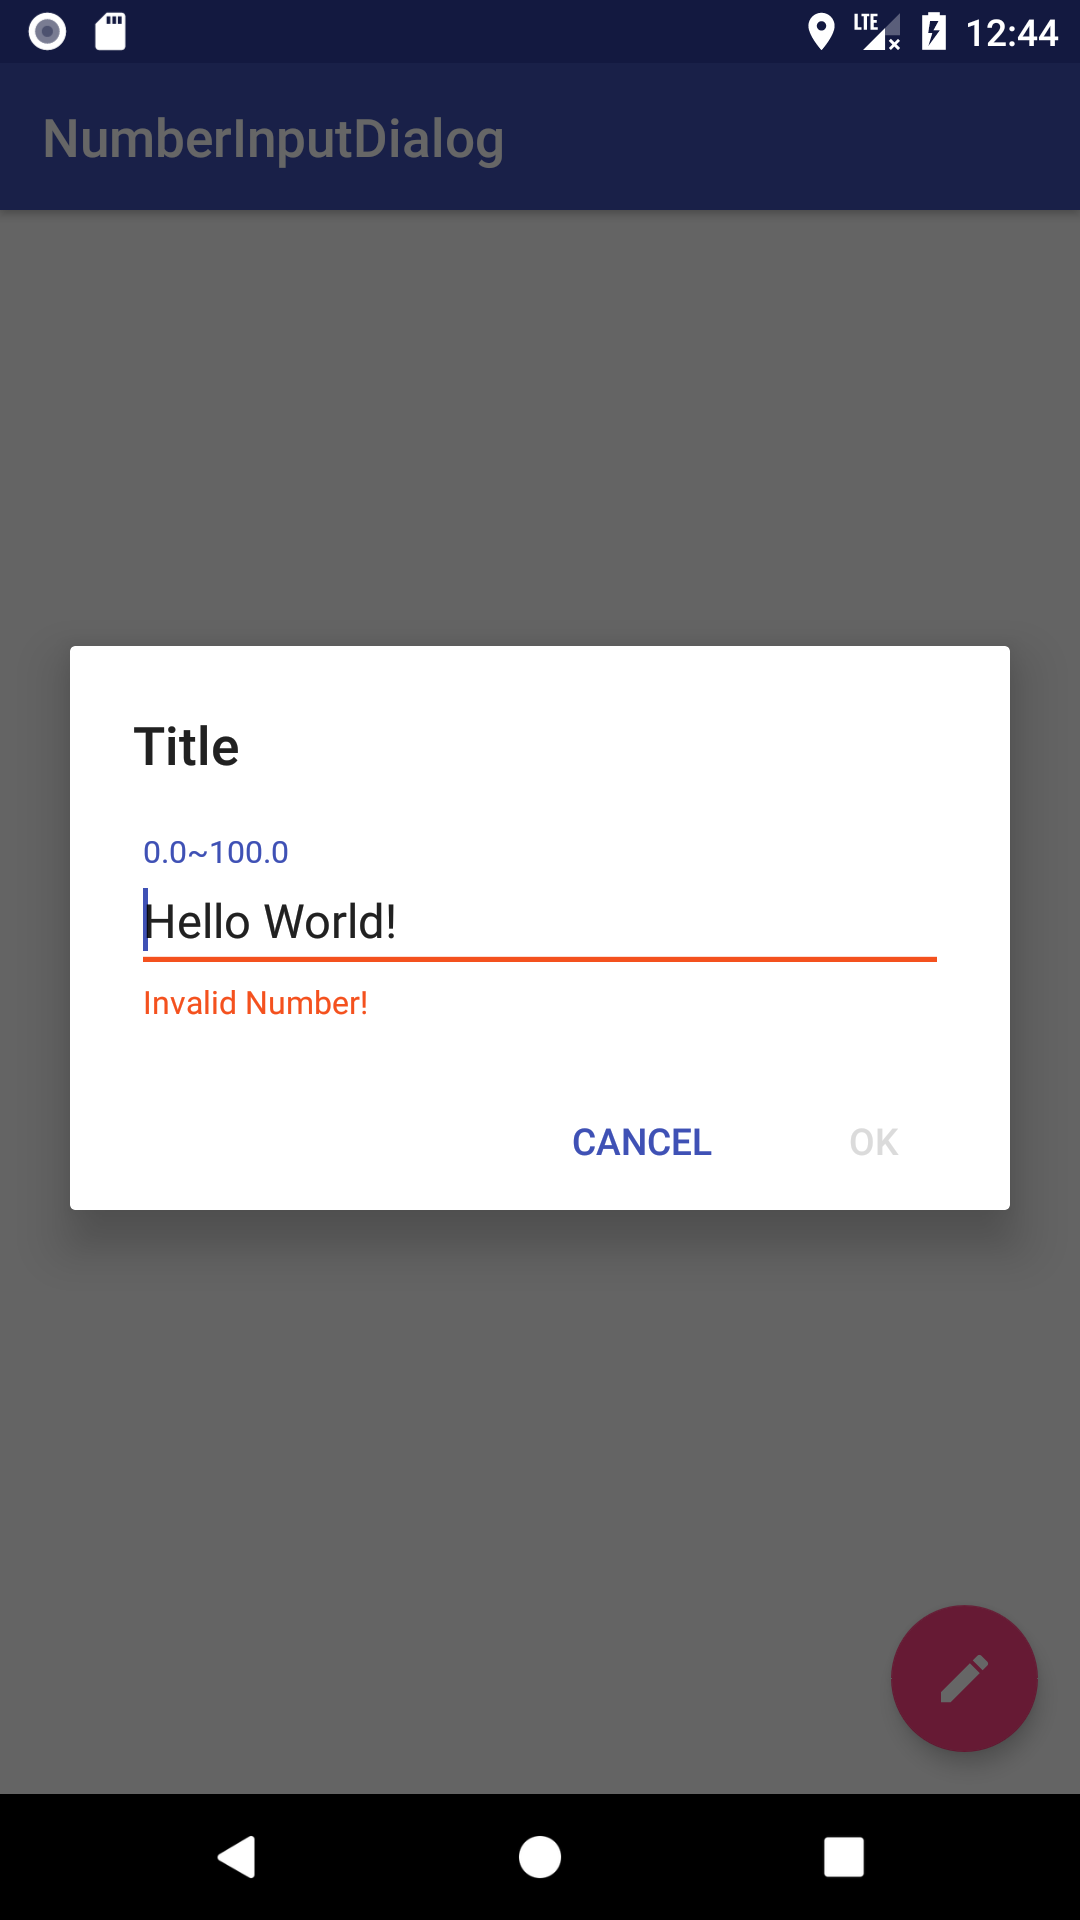 LTE 12:44
NumberInputDialog
Title
0.0~100.0
Hello World!
Invalid Number!
CANCEL OK